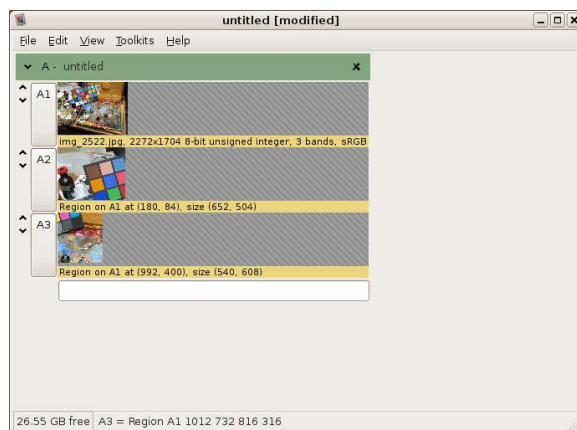 untitled [modified]
File Edit View Toolkits Help
A - untitled
A1
img_2522.jpg, 2272x1704 8-bit unsigned integer, 3 bands, sRGB
A2
Region on A1 at (180, 84), size (652, 504)
A3
Region on A1 at (992, 400), size (540, 608)
26.55 GB free A3 = Region A1 1012 732 816 316